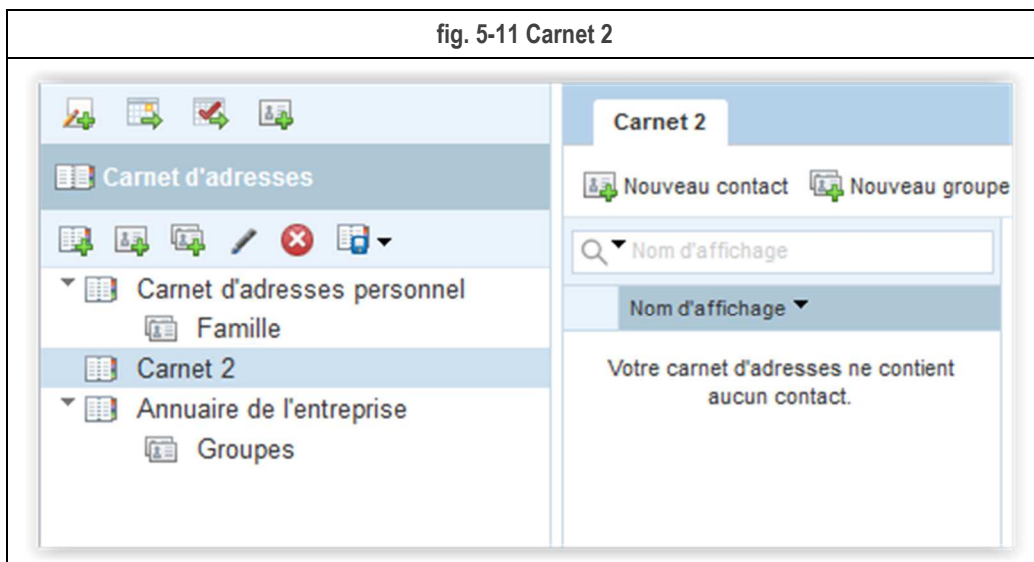 fig. 5-11 Carnet 2
Carnet d'adresses
Carnet d'adresses personnel
Famille
Carnet 2
Annuaire de l'entreprise
Groupes
Carnet 2
Nouveau contact Nouveau groupe
Nom d'affichage
Nom d'affichage
Votre carnet d'adresses ne contient
aucun contact.